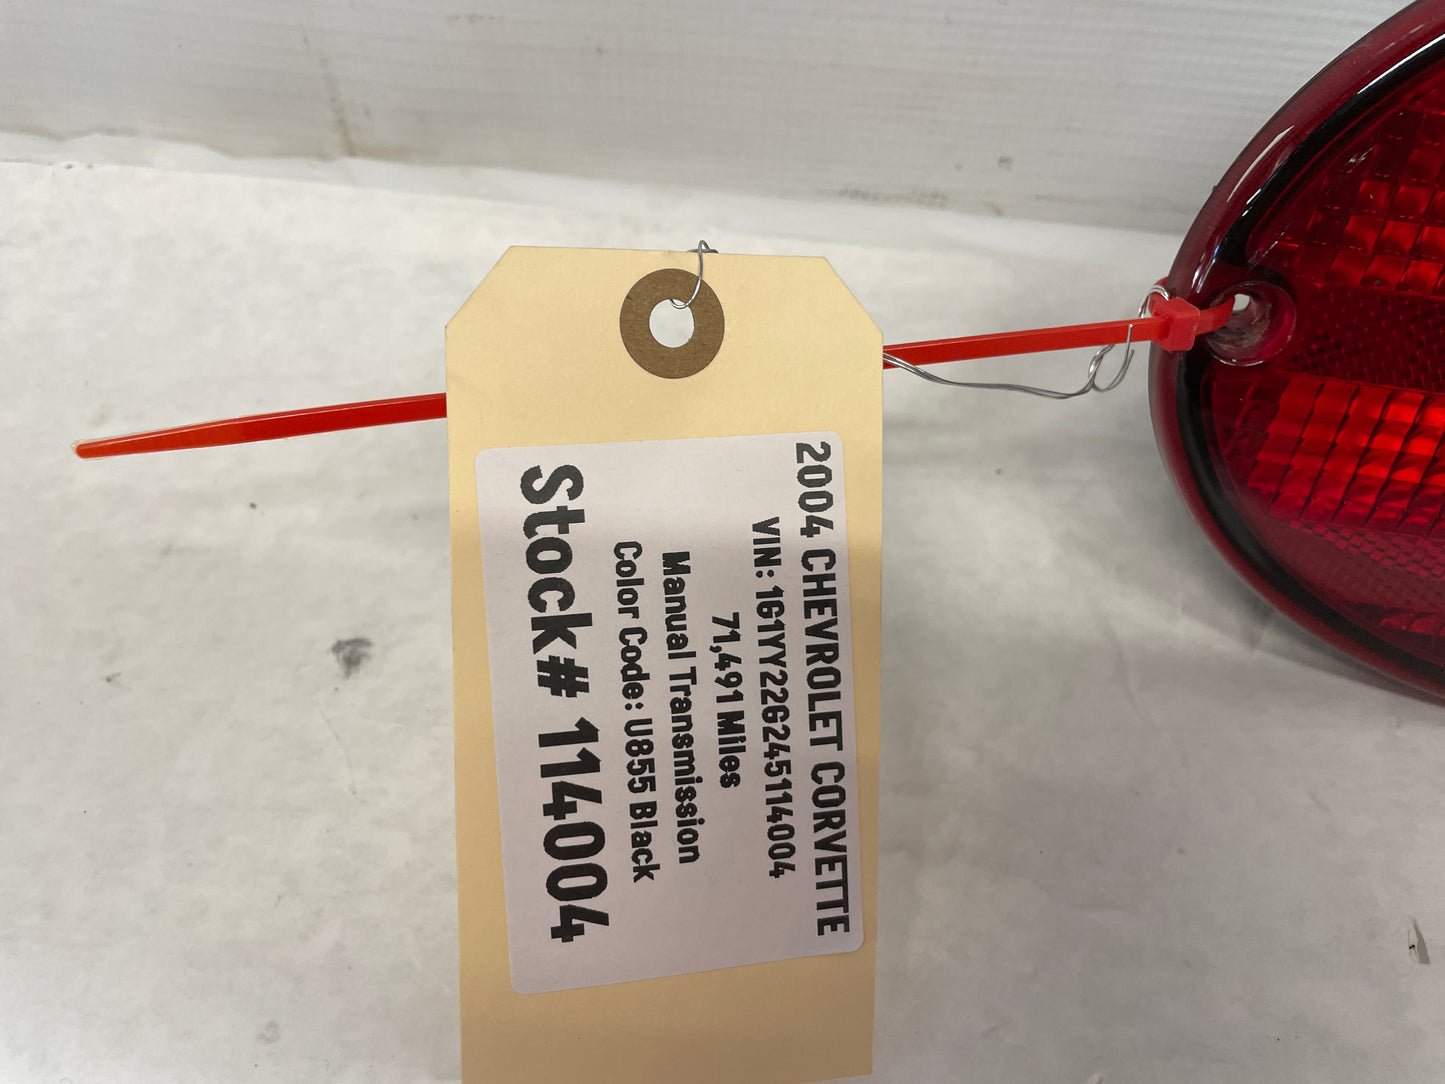 2004 CHEVROLET CORVETTE
VIN: 1G1YY22G245114004
71,491 Miles
Manual Transmission
Color Code: U855 Black
Stock# 114004